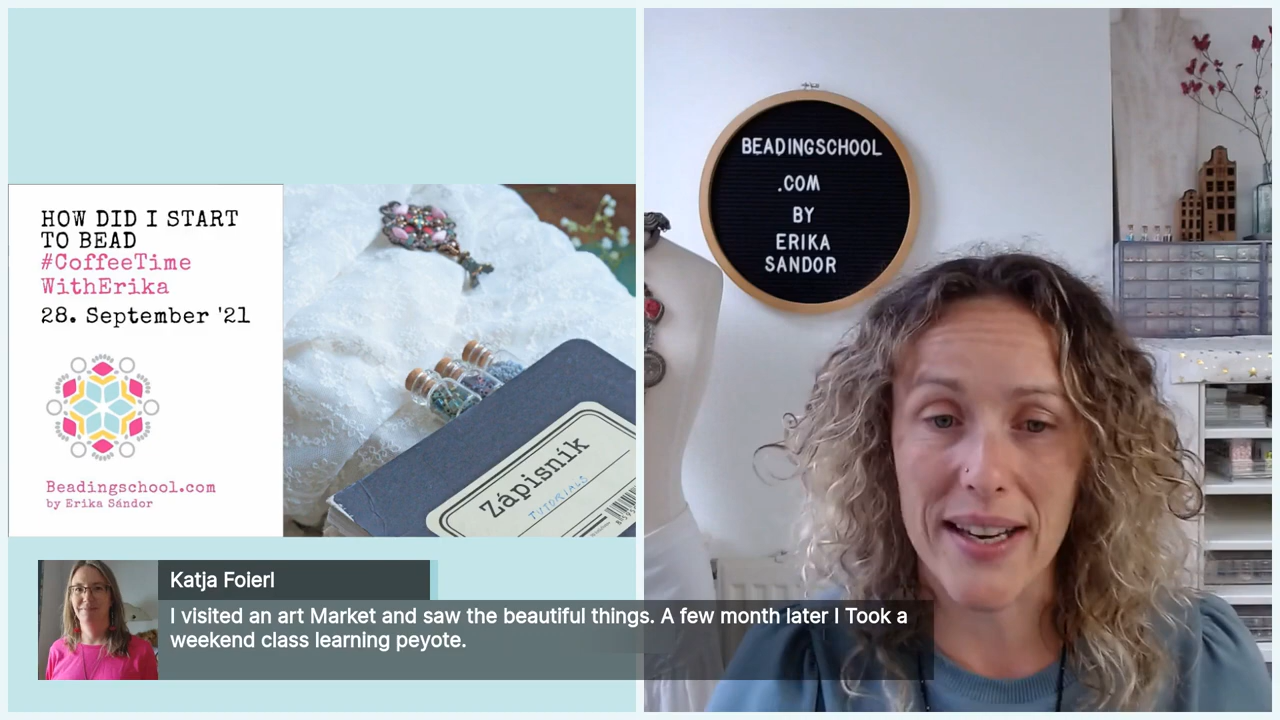 HOW DID I START
TO BEAD
#CoffeeTime
WithErika
28. September '21
Beadingschool.com
by Erika Sándor
Zápisník
TUTORIALS
BEADINGSCHOOL
.COM
BY
ERIKA
SANDOR
Katja Foierl
I visited an art Market and saw the beautiful things. A few month later I Took a
weekend class learning peyote.